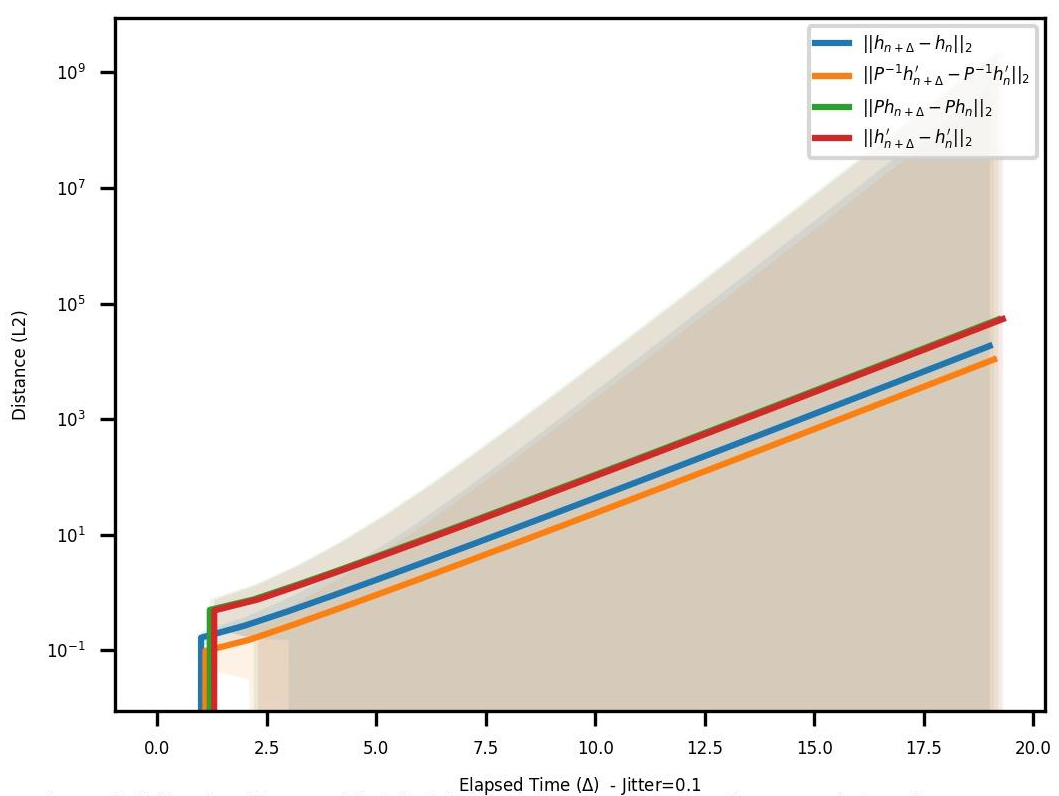 ||h_{n+Δ} − h_n||_2
||P^{−1}h′_{n+Δ} − P^{−1}h′_n||_2
||Ph_{n+Δ} − Ph_n||_2
||h′_{n+Δ} − h′_n||_2
10^9
10^7
10^5
10^3
10^1
10^{−1}
Distance (L2)
0.0 2.5 5.0 7.5 10.0 12.5 15.0 17.5 20.0
Elapsed Time (Δ) - Jitter=0.1